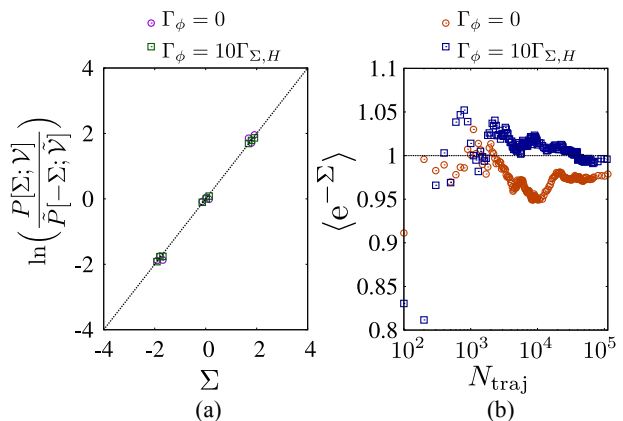 Γ_ϕ = 0
Γ_ϕ = 10Γ_{Σ,H}
4
2
0
-2
-4
-4 -2 0 2 4
ln(P[Σ; 𝒱] / P̃[−Σ; 𝒱̃])
Σ
(a)
Γ_ϕ = 0
Γ_ϕ = 10Γ_{Σ,H}
1.1
1.05
1
0.95
0.9
0.85
0.8
10^2 10^3 10^4 10^5
⟨e^{−Σ}⟩
N_traj
(b)